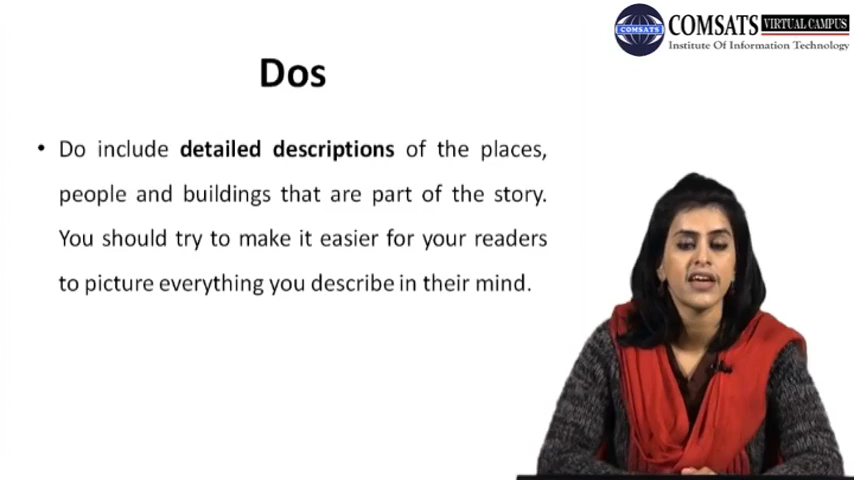 COMSATS VIRTUAL CAMPUS
COMSATS
Institute Of Information Technology
Dos
• Do include detailed descriptions of the places,
people and buildings that are part of the story.
You should try to make it easier for your readers
to picture everything you describe in their mind.